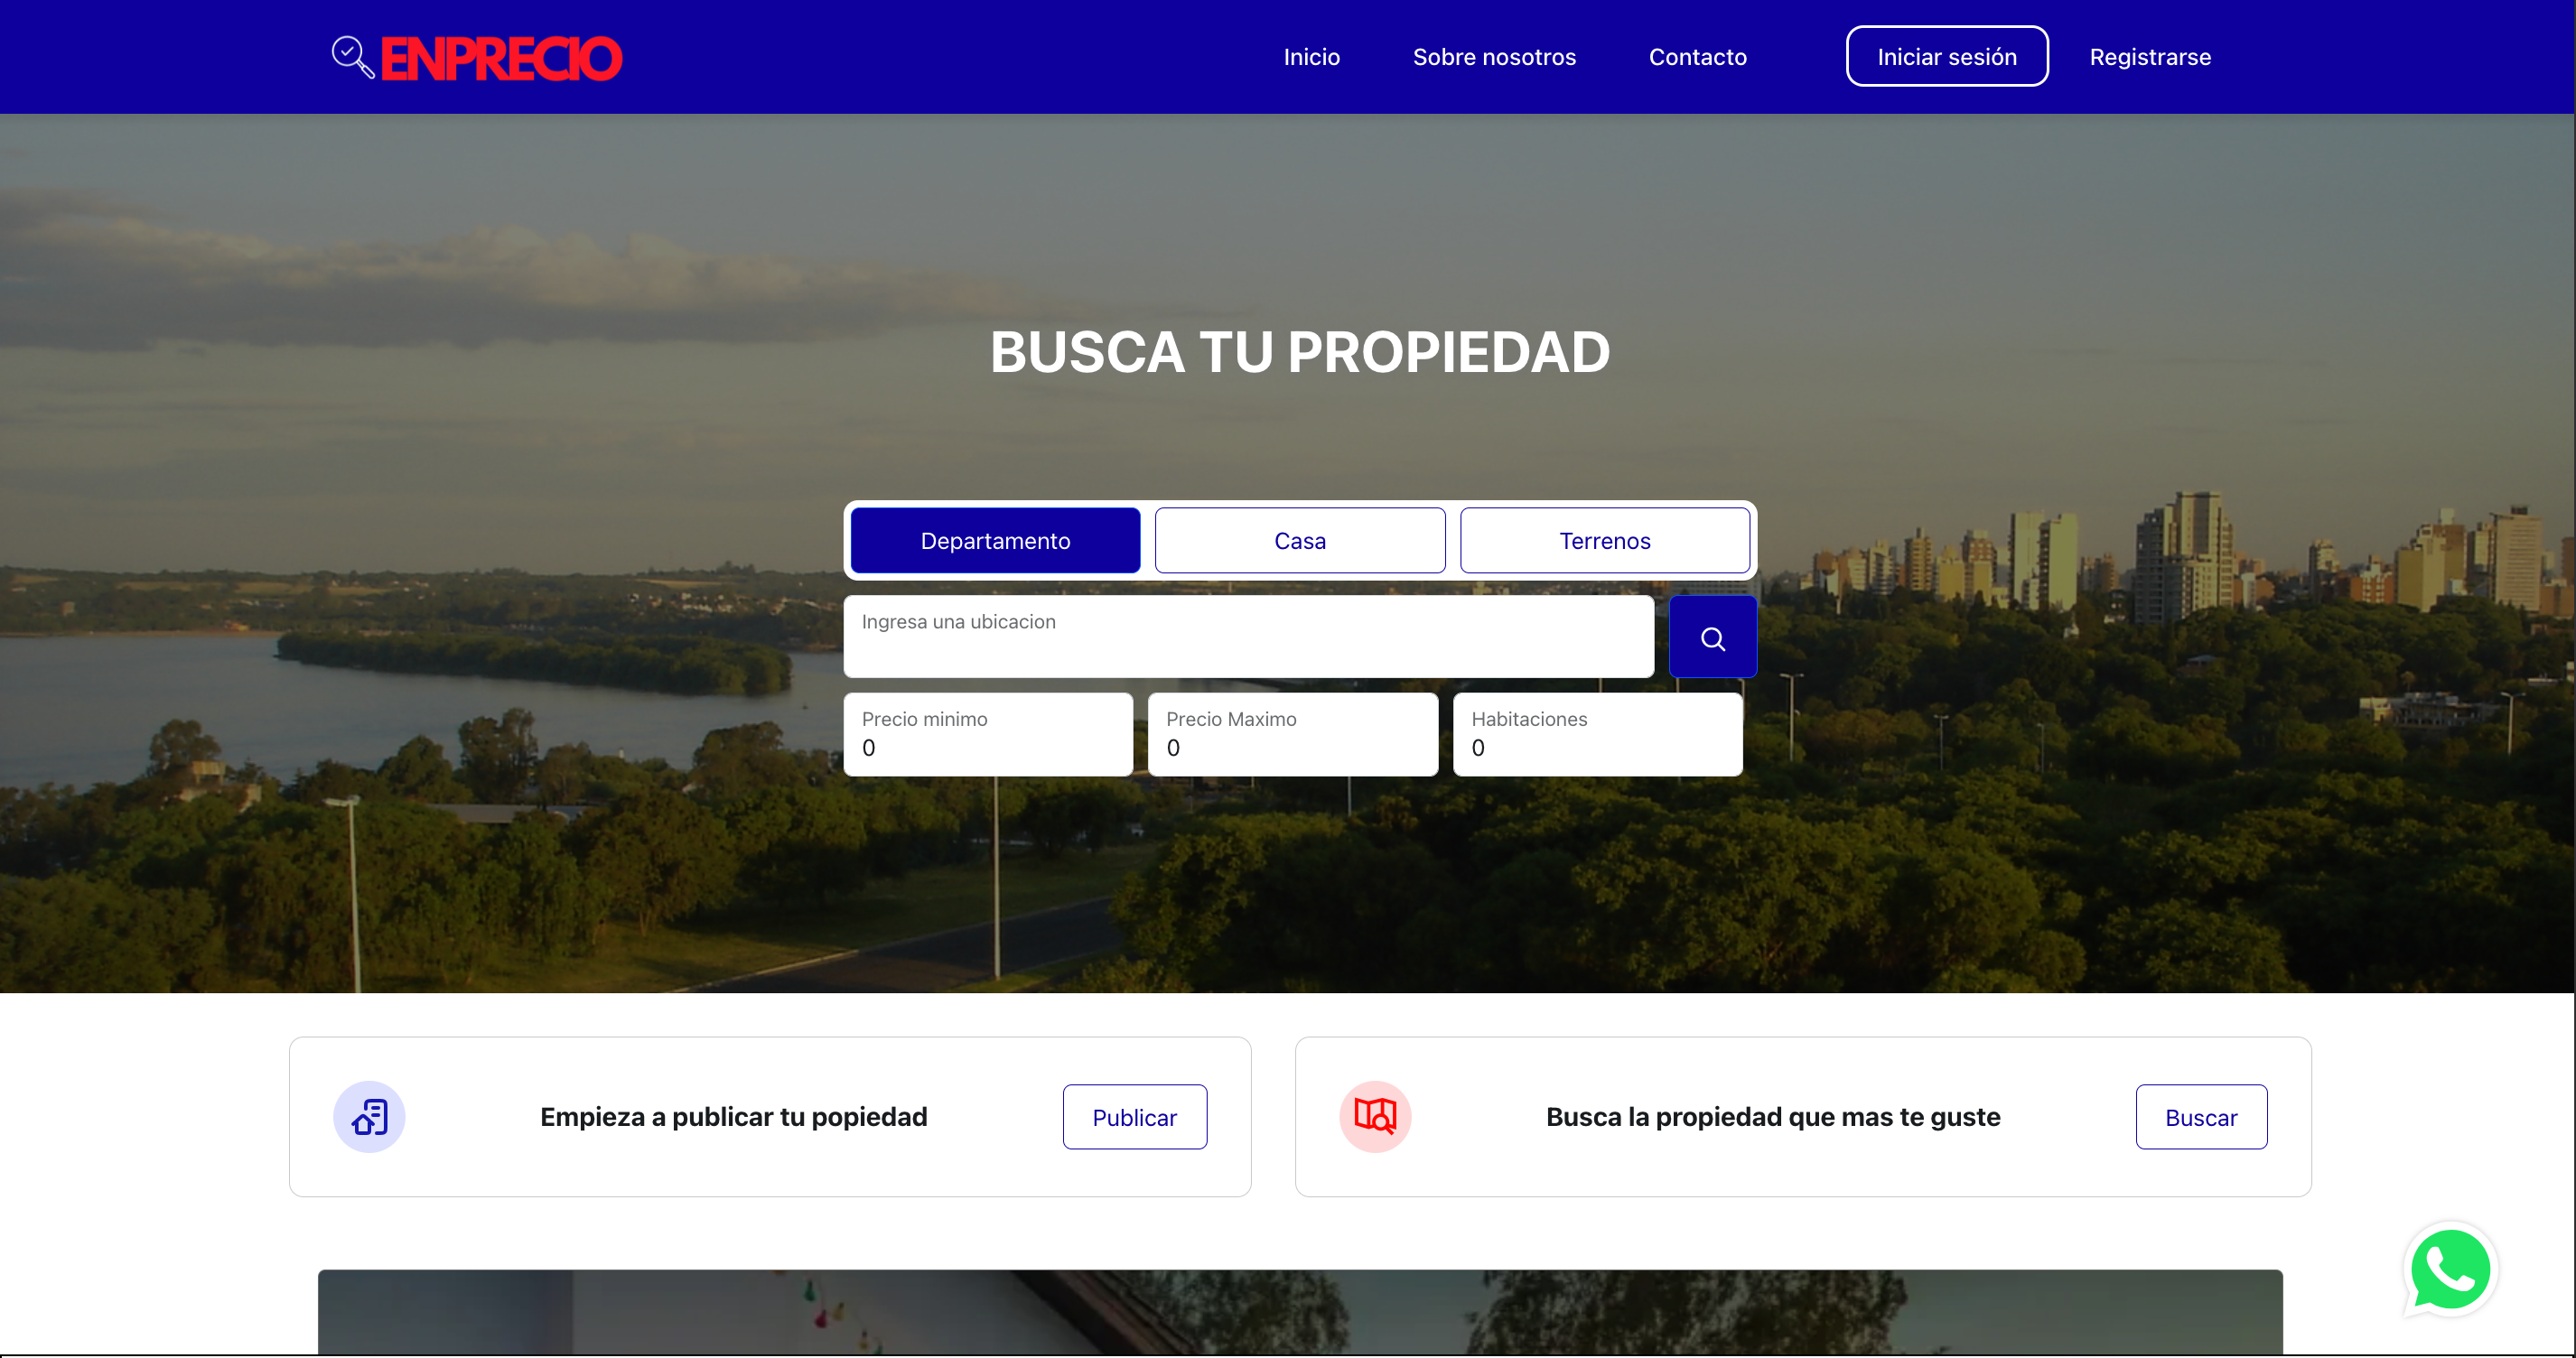 ENPRECIO
Inicio
Sobre nosotros
Contacto
Iniciar sesión
Registrarse
BUSCA TU PROPIEDAD
Departamento
Casa
Terrenos
Ingresa una ubicacion
Precio minimo
0
Precio Maximo
0
Habitaciones
0
Empieza a publicar tu popiedad
Publicar
Busca la propiedad que mas te guste
Buscar